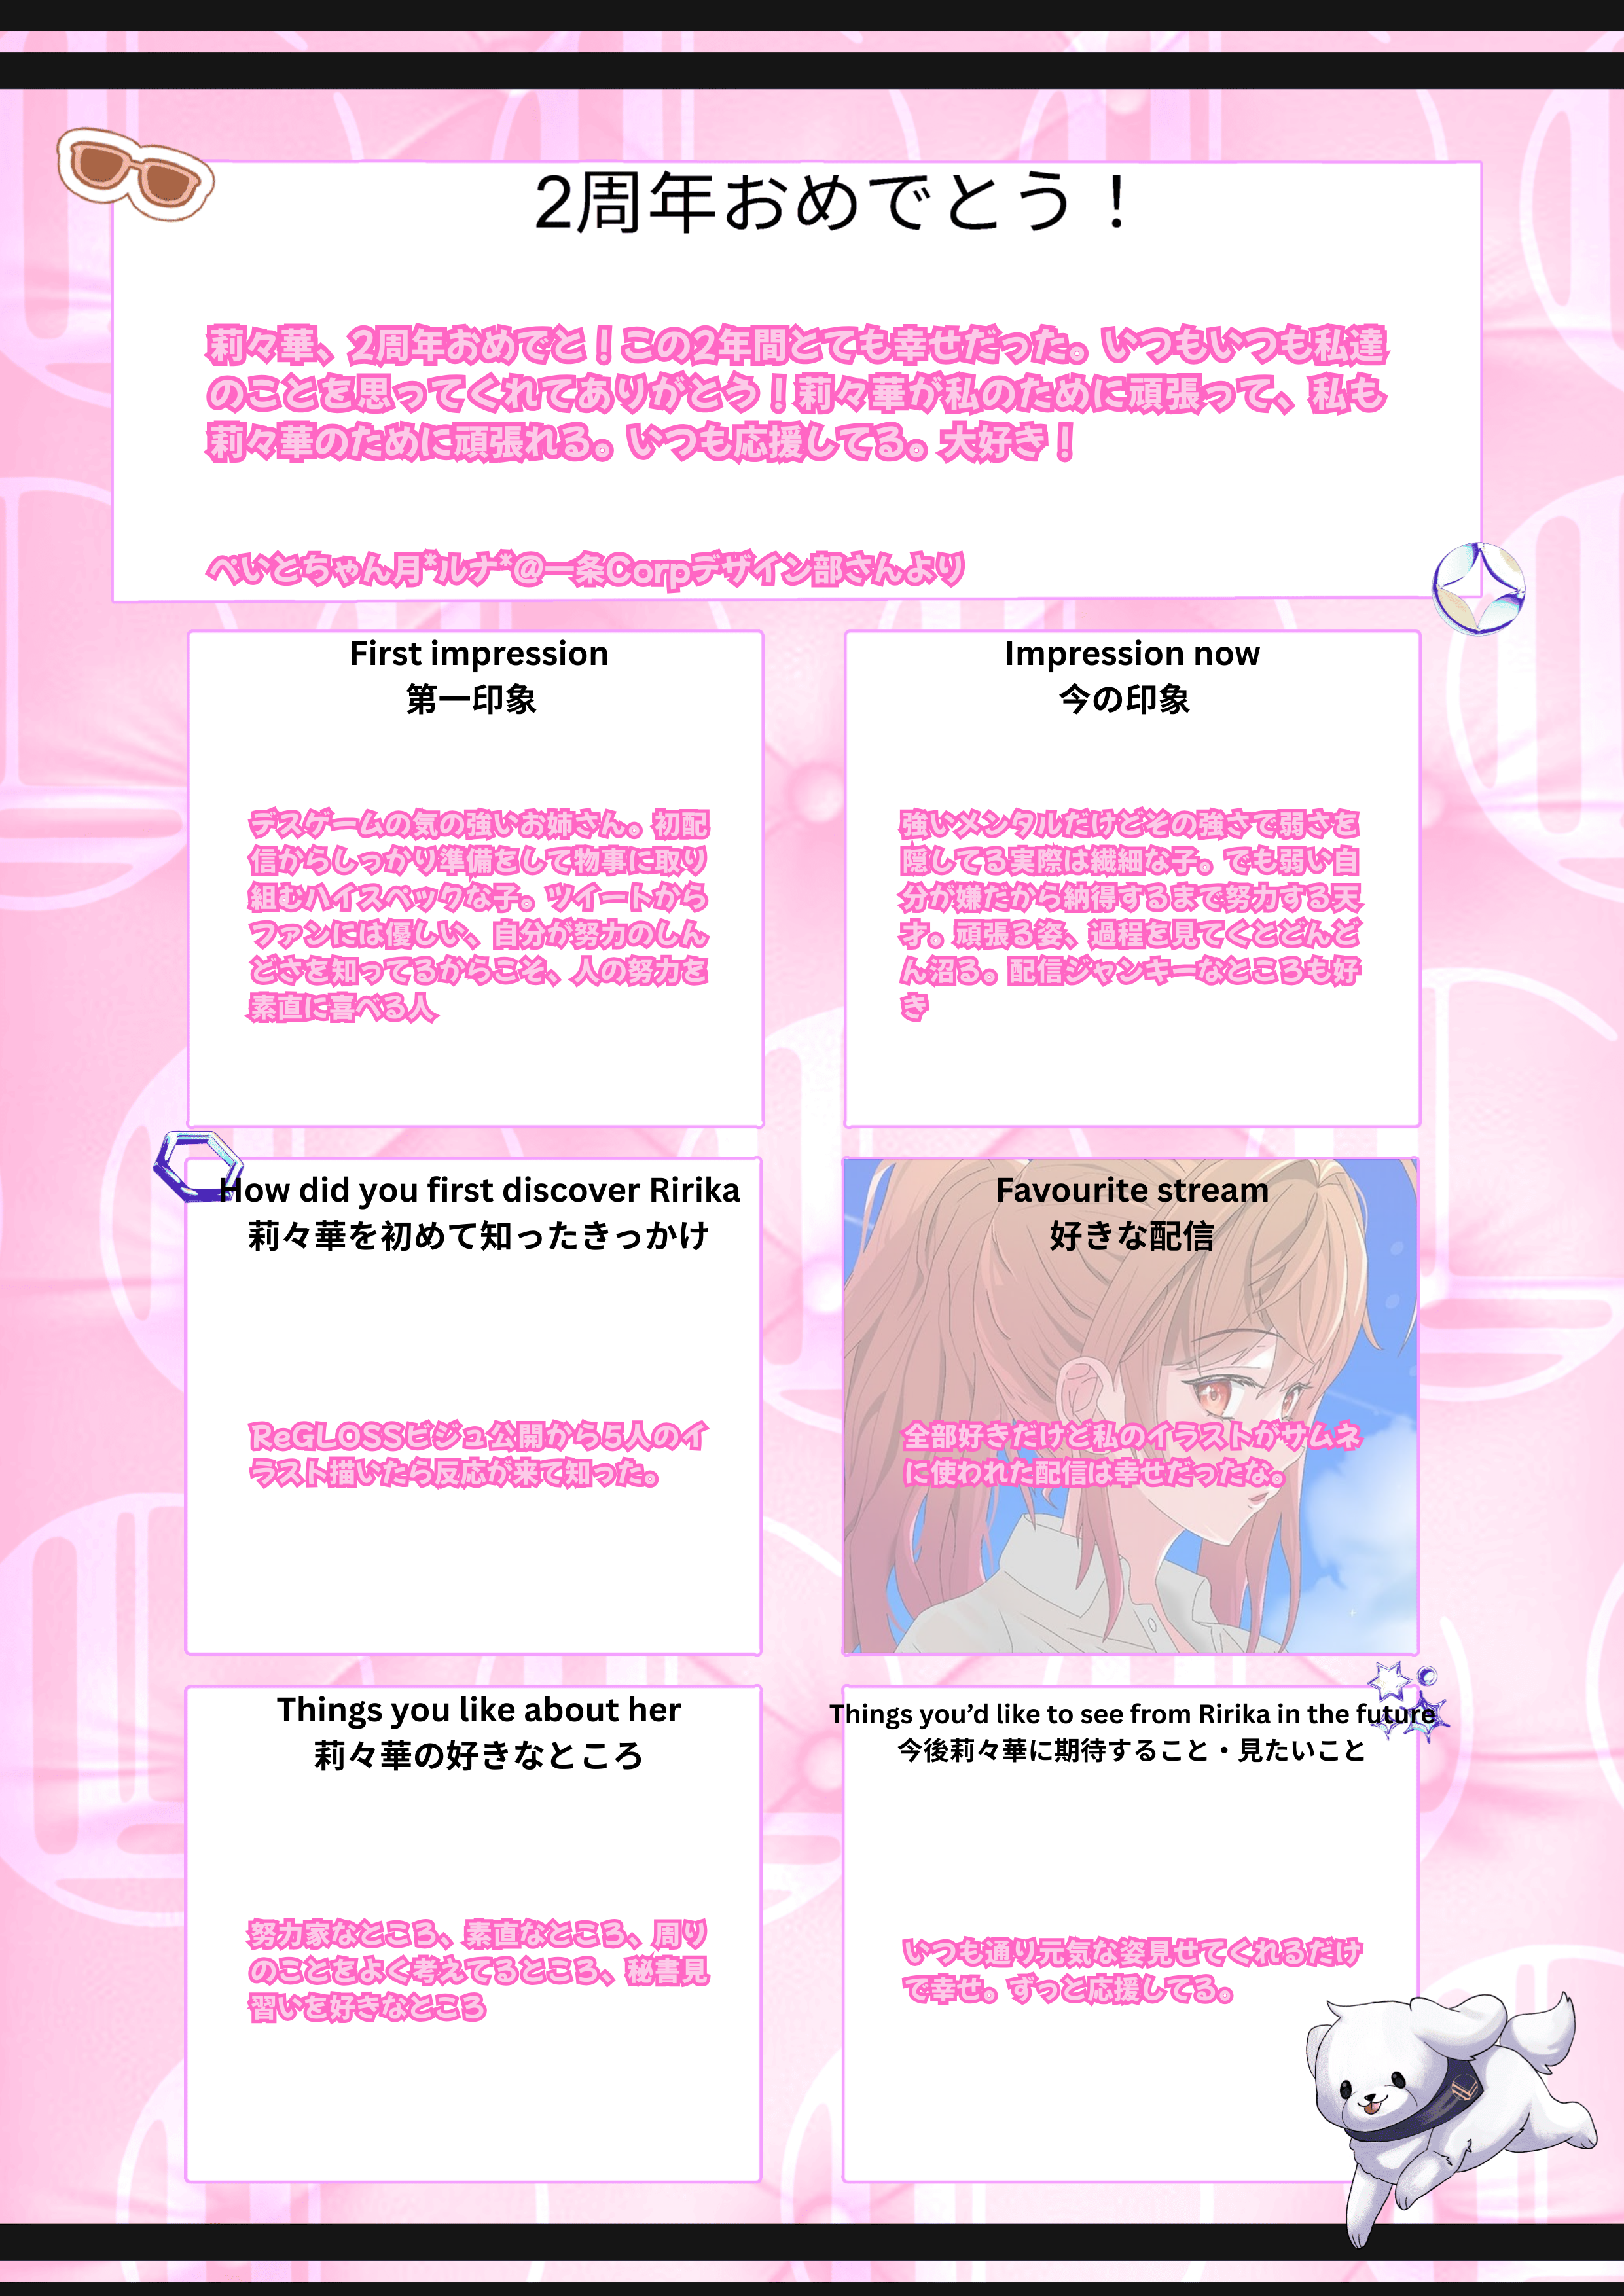 2周年おめでとう！
莉々華、2周年おめでと！この2年間とても幸せだった。いつもいつも私達
のことを思ってくれてありがとう！莉々華が私のために頑張って、私も
莉々華のために頑張れる。いつも応援してる。大好き！
ぺいとちゃん月*ルナ*@一条Corpデザイン部さんより
First impression
第一印象
デスゲームの気の強いお姉さん。初配
信からしっかり準備をして物事に取り
組むハイスペックな子。ツイートから
ファンには優しい、自分が努力のしん
どさを知ってるからこそ、人の努力を
素直に喜べる人
Impression now
今の印象
強いメンタルだけどその強さで弱さを
隠してる実際は繊細な子。でも弱い自
分が嫌だから納得するまで努力する天
才。頑張る姿、過程を見てくとどんど
ん沼る。配信ジャンキーなところも好
き
How did you first discover Ririka
莉々華を初めて知ったきっかけ
ReGLOSSビジュ公開から5人のイ
ラスト描いたら反応が来て知った。
Favourite stream
好きな配信
全部好きだけど私のイラストがサムネ
に使われた配信は幸せだったな。
Things you like about her
莉々華の好きなところ
努力家なところ、素直なところ、周り
のことをよく考えてるところ、秘書見
習いを好きなところ
Things you’d like to see from Ririka in the future
今後莉々華に期待すること・見たいこと
いつも通り元気な姿見せてくれるだけ
で幸せ。ずっと応援してる。